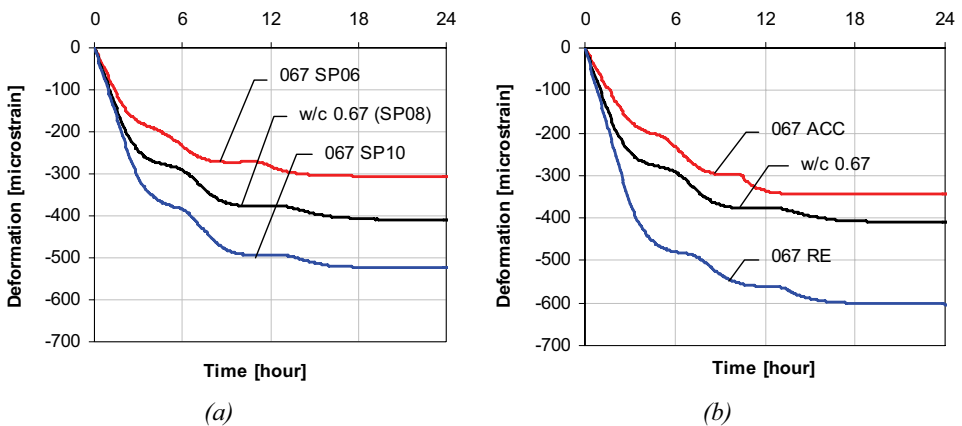 0 6 12 18 24
0
-100
-200
-300
-400
-500
-600
-700
Deformation [microstrain]
067 SP06
w/c 0.67 (SP08)
067 SP10
Time [hour]
(a)
0 6 12 18 24
0
-100
-200
-300
-400
-500
-600
-700
Deformation [microstrain]
067 ACC
w/c 0.67
067 RE
Time [hour]
(b)